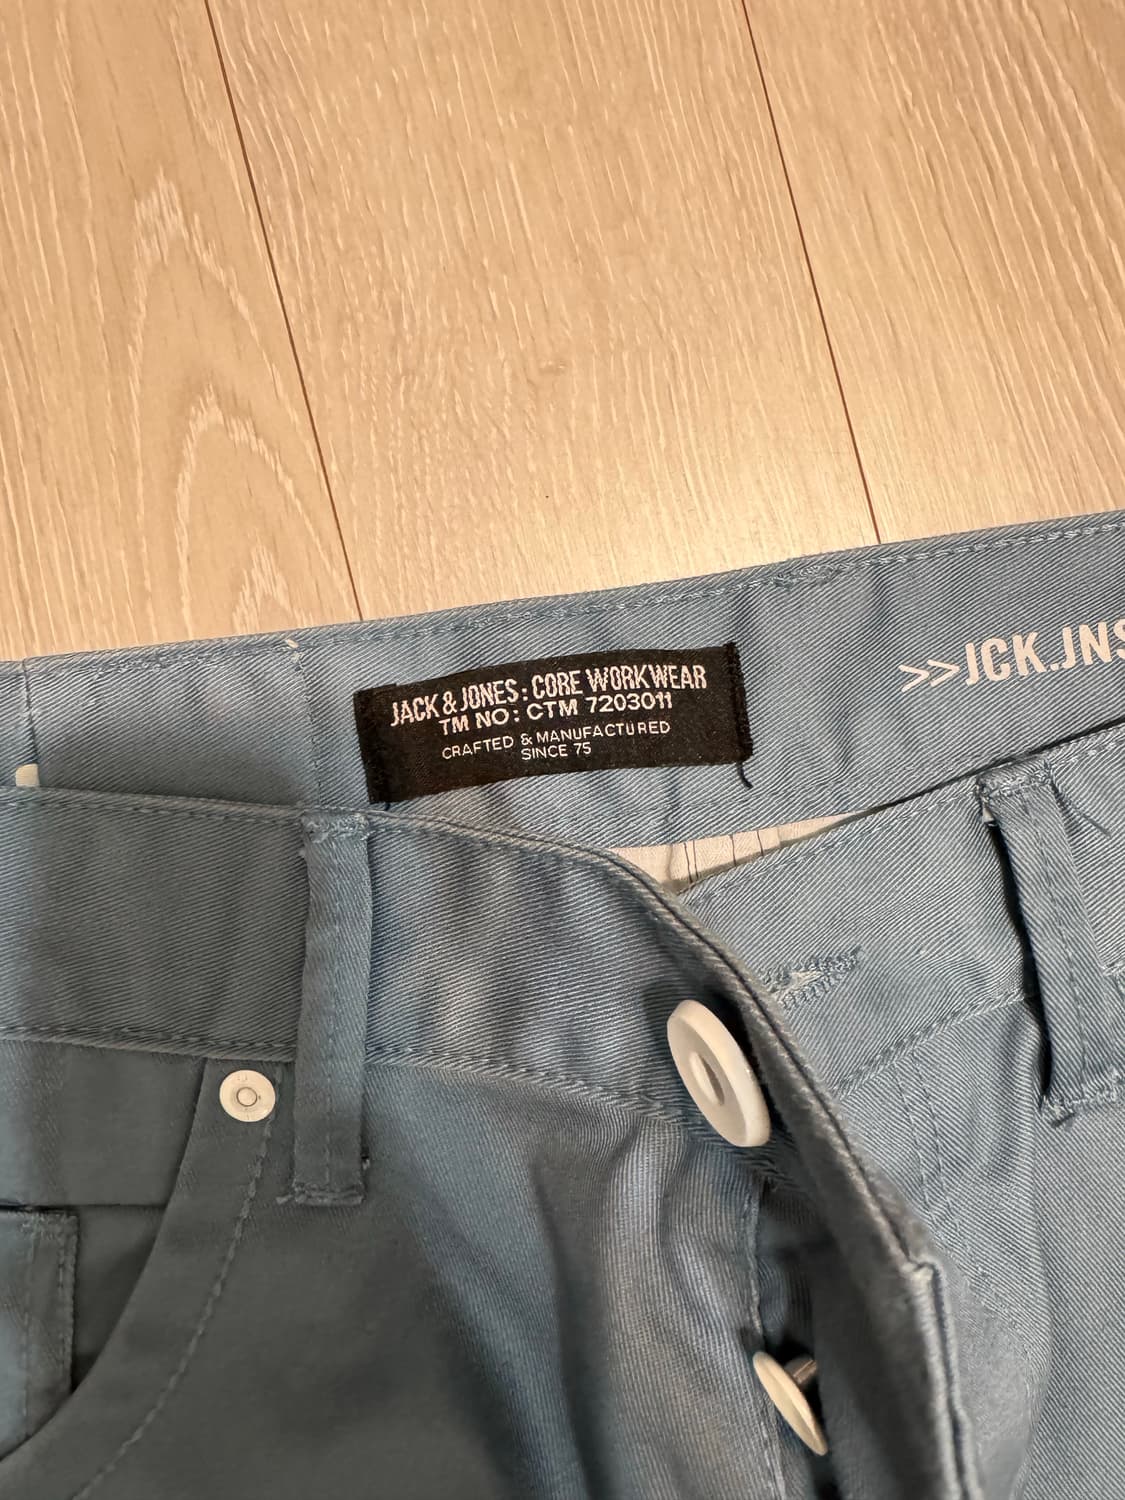 JACK & JONES : CORE WORKWEAR
TM NO : CTM 7203011
CRAFTED & MANUFACTURED
SINCE 75
>>JCK.JNS